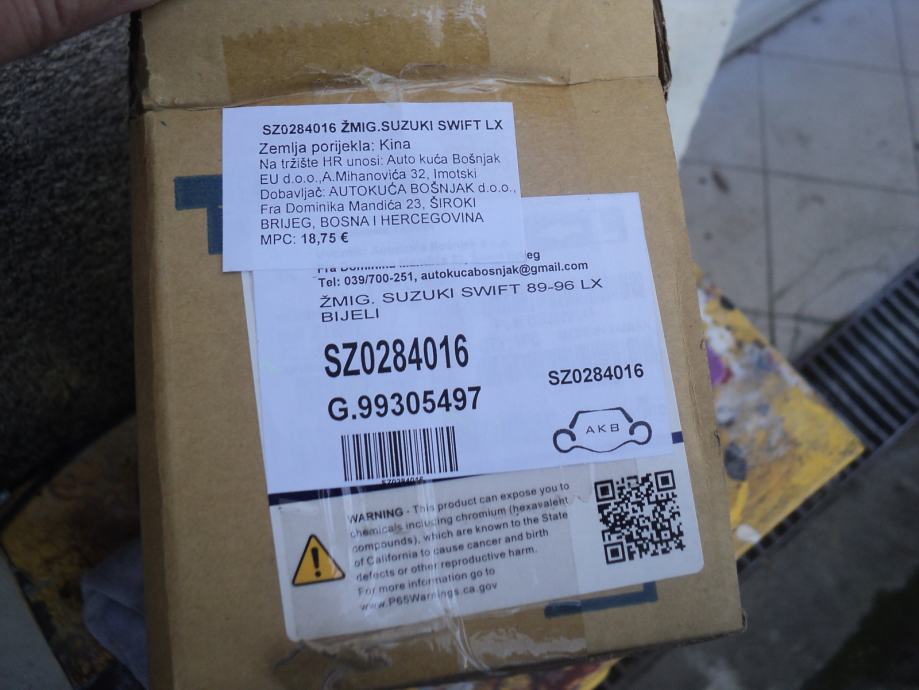 SZ0284016 ŽMIG.SUZUKI SWIFT LX
Zemlja porijekla: Kina
Na tržište HR unosi: Auto kuća Bošnjak
EU d.o.o.,A.Mihanovića 32, Imotski
Dobavljač: AUTOKUĆA BOŠNJAK d.o.o.,
Fra Dominika Mandića 23, ŠIROKI
BRIJEG, BOSNA I HERCEGOVINA
MPC: 18,75 €
Tel: 039/700-251, autokucabosnjak@gmail.com
ŽMIG. SUZUKI SWIFT 89-96 LX
BIJELI
SZ0284016
G.99305497
SZ0284016
AKB
SZ0284016
WARNING - This product can expose you to
chemicals including chromium (hexavalent
compounds), which are known to the State
of California to cause cancer and birth
defects or other reproductive harm.
For more information go to
www.P65Warnings.ca.gov